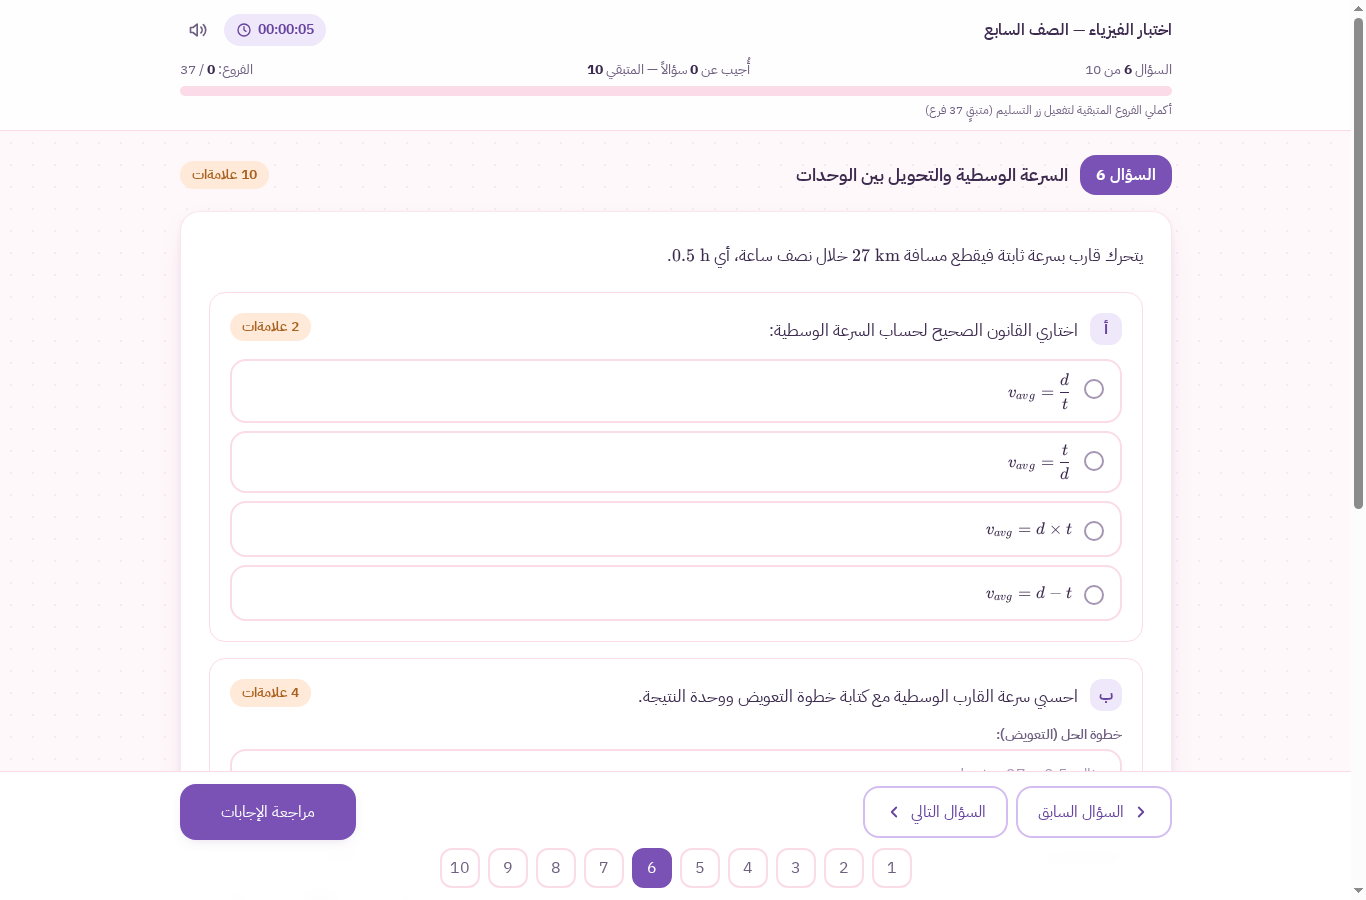 اختبار الفيزياء — الصف السابع
00:00:05
السؤال 6 من 10
أُجيب عن 0 سؤالاً — المتبقي 10
الفروع: 0 / 37
أكملي الفروع المتبقية لتفعيل زر التسليم (متبقٍ 37 فرع)
السؤال 6
السرعة الوسطية والتحويل بين الوحدات
10 علامةات
يتحرك قارب بسرعة ثابتة فيقطع مسافة 27 km خلال نصف ساعة، أي 0.5 h.
أ
اختاري القانون الصحيح لحساب السرعة الوسطية:
2 علامةات
v_avg = d/t
v_avg = t/d
v_avg = d × t
v_avg = d − t
ب
احسبي سرعة القارب الوسطية مع كتابة خطوة التعويض ووحدة النتيجة.
4 علامةات
خطوة الحل (التعويض):
السؤال السابق
السؤال التالي
مراجعة الإجابات
1 2 3 4 5 6 7 8 9 10